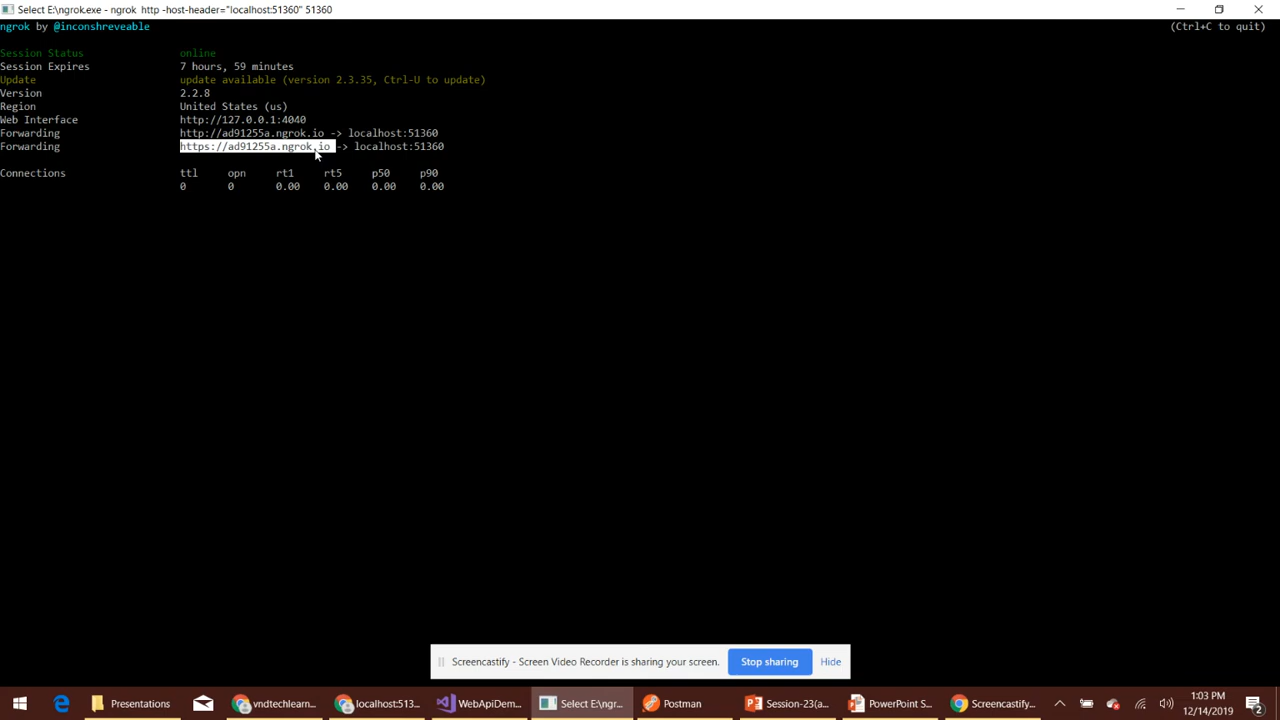 Select E:\ngrok.exe - ngrok  http -host-header="localhost:51360" 51360
ngrok by @inconshreveable (Ctrl+C to quit)
Session Status online
Session Expires 7 hours, 59 minutes
Update update available (version 2.3.35, Ctrl-U to update)
Version 2.2.8
Region United States (us)
Web Interface http://127.0.0.1:4040
Forwarding http://ad91255a.ngrok.io -> localhost:51360
Forwarding https://ad91255a.ngrok.io -> localhost:51360
Connections ttl opn rt1 rt5 p50 p90
0 0 0.00 0.00 0.00 0.00
Screencastify - Screen Video Recorder is sharing your screen. Stop sharing Hide
Presentations vndtechlearn... localhost:513... WebApiDem... Select E:\ngr... Postman Session-23(a... PowerPoint S... Screencastify... 1:03 PM
12/14/2019 2